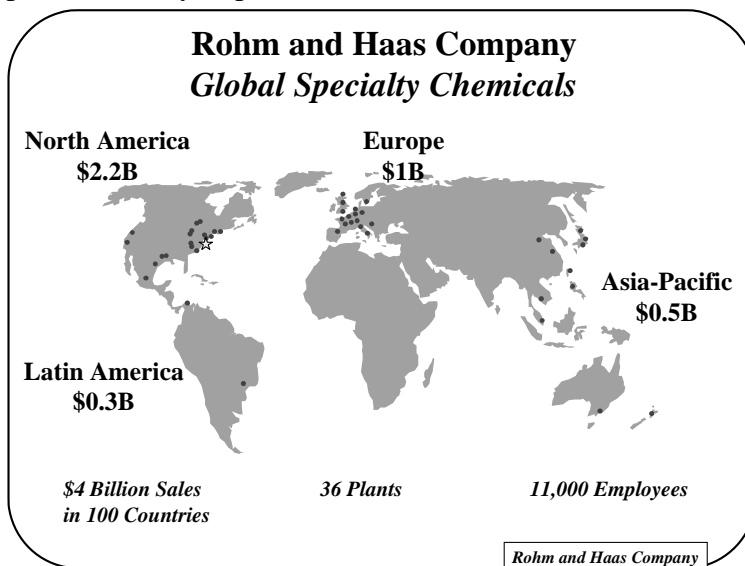 Rohm and Haas Company
Global Specialty Chemicals
North America
$2.2B
Europe
$1B
Asia-Pacific
$0.5B
Latin America
$0.3B
$4 Billion Sales
in 100 Countries
36 Plants
11,000 Employees
Rohm and Haas Company